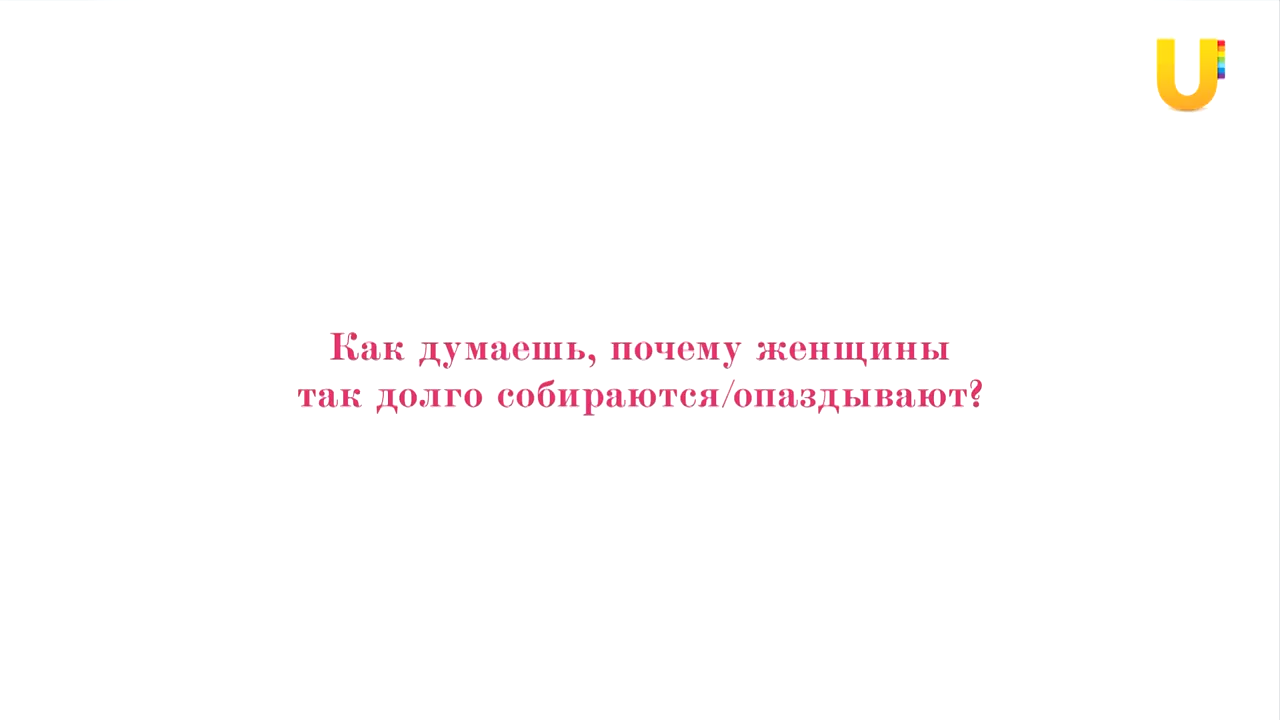 U
Как думаешь, почему женщины
так долго собираются/опаздывают?